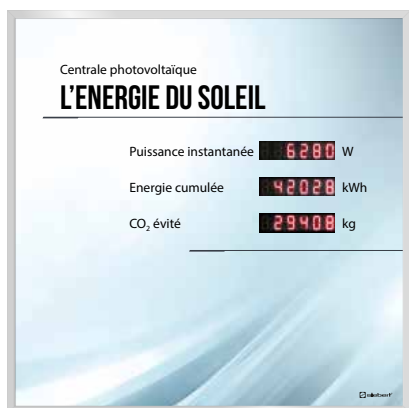 Centrale photovoltaïque
L'ENERGIE DU SOLEIL
Puissance instantanée 6280 W
Energie cumulée 42028 kWh
CO₂ évité 29408 kg
siebert